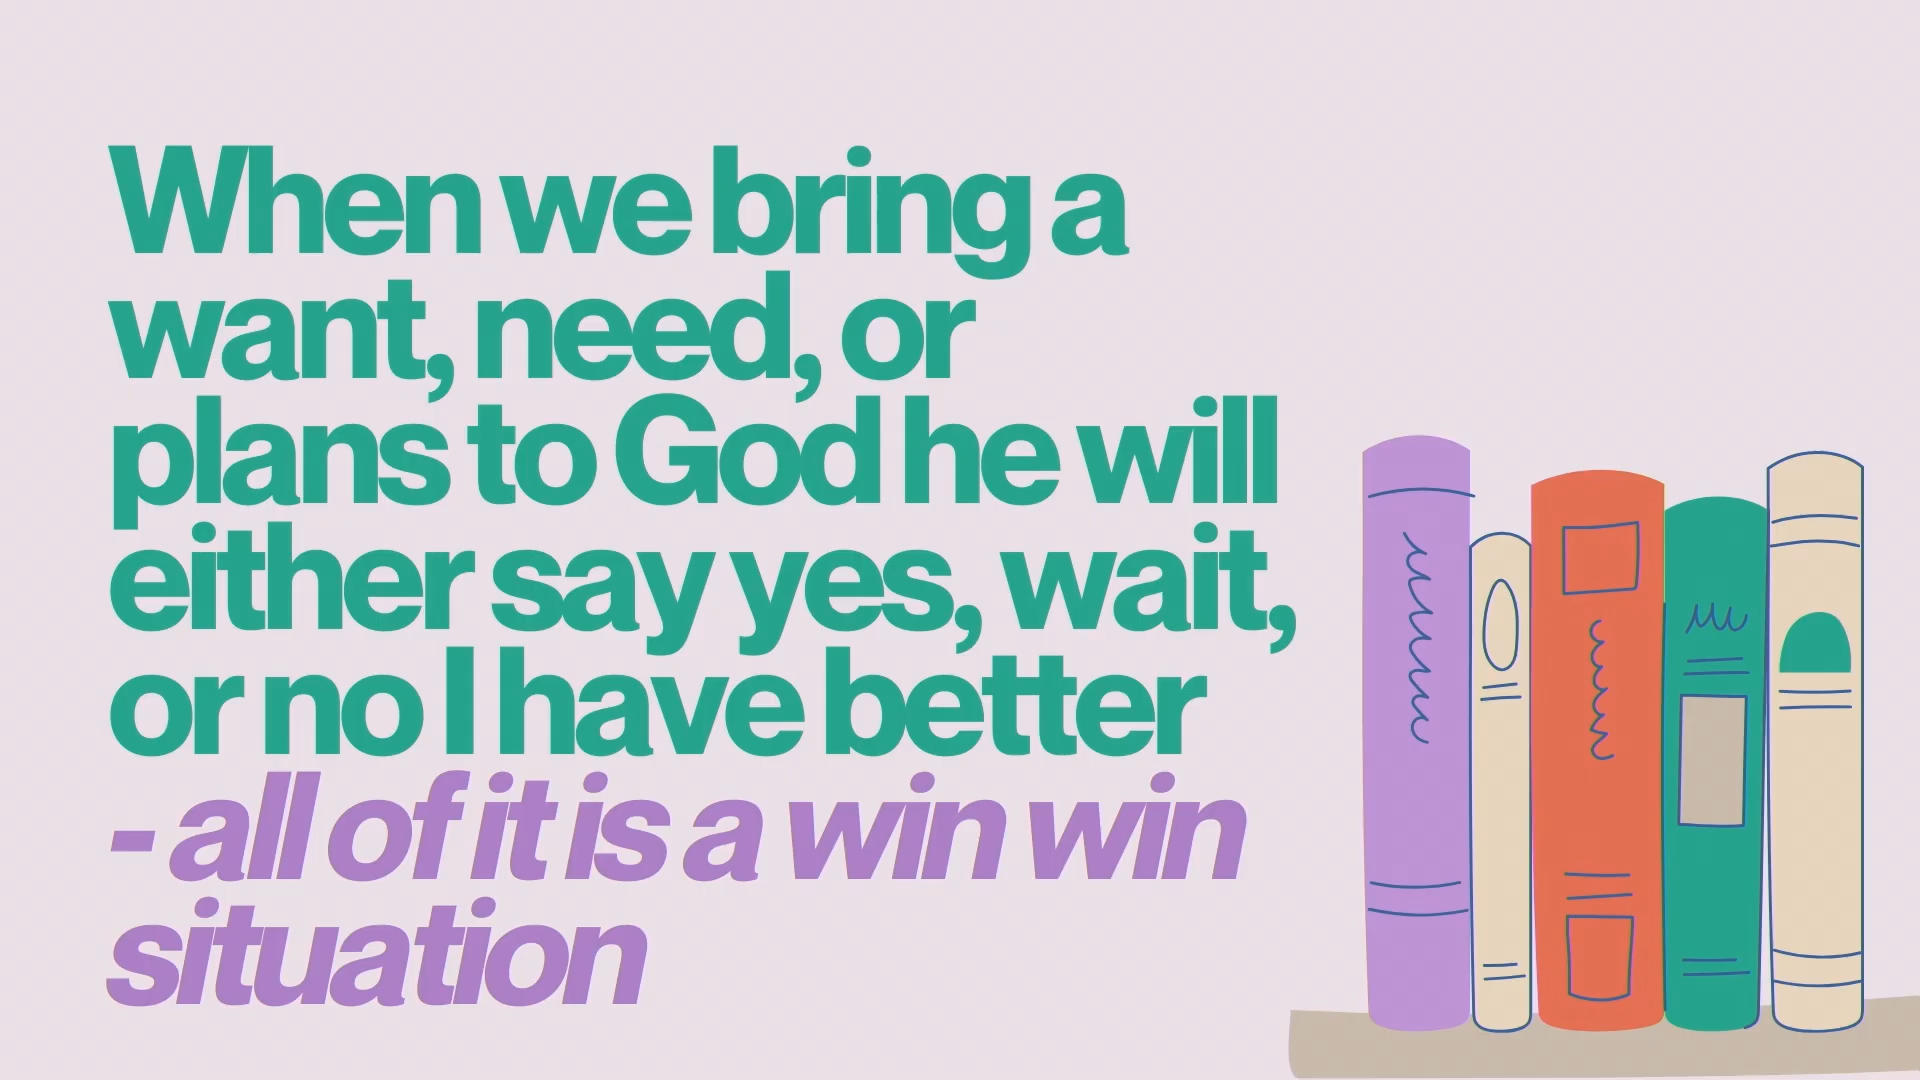 When we bring a
want, need, or
plans to God he will
either say yes, wait,
or no I have better
- all of it is a win win
situation